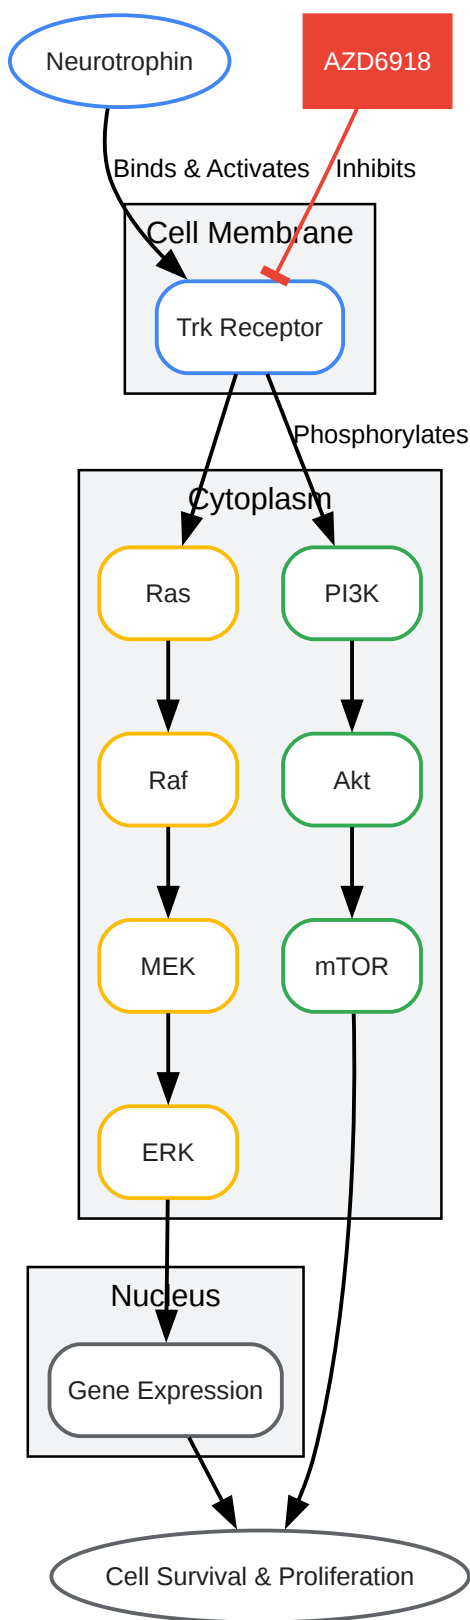 Neurotrophin
AZD6918
Binds & Activates
Inhibits
Cell Membrane
Trk Receptor
Phosphorylates
Cytoplasm
Ras
PI3K
Raf
Akt
MEK
mTOR
ERK
Nucleus
Gene Expression
Cell Survival & Proliferation